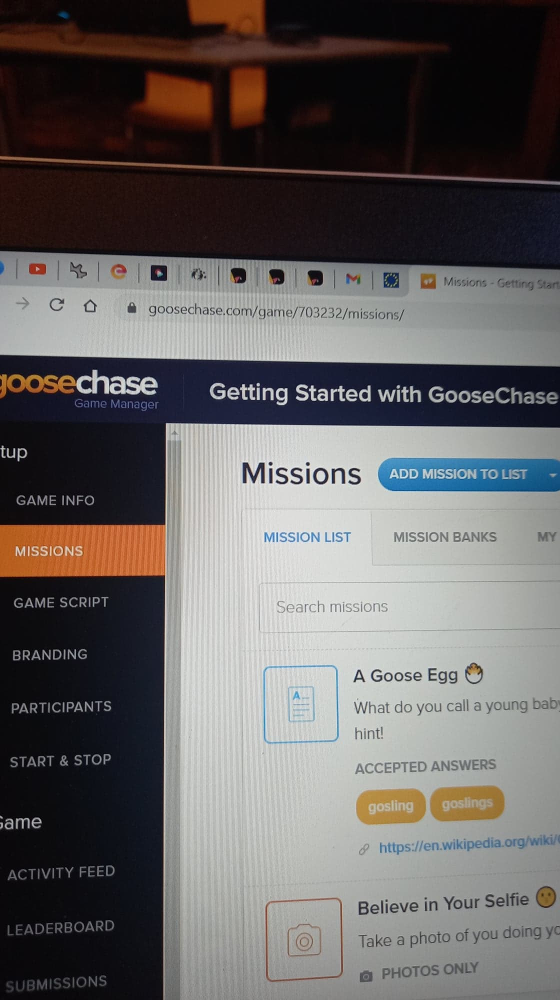 Missions - Getting Start
goosechase.com/game/703232/missions/
goosechase
Game Manager
Getting Started with GooseChase
tup
GAME INFO
MISSIONS
GAME SCRIPT
BRANDING
PARTICIPANTS
START & STOP
Game
ACTIVITY FEED
LEADERBOARD
SUBMISSIONS
Missions
ADD MISSION TO LIST
MISSION LIST
MISSION BANKS
MY
Search missions
A Goose Egg
What do you call a young baby
hint!
ACCEPTED ANSWERS
gosling
goslings
https://en.wikipedia.org/wiki/
Believe in Your Selfie
Take a photo of you doing yo
PHOTOS ONLY